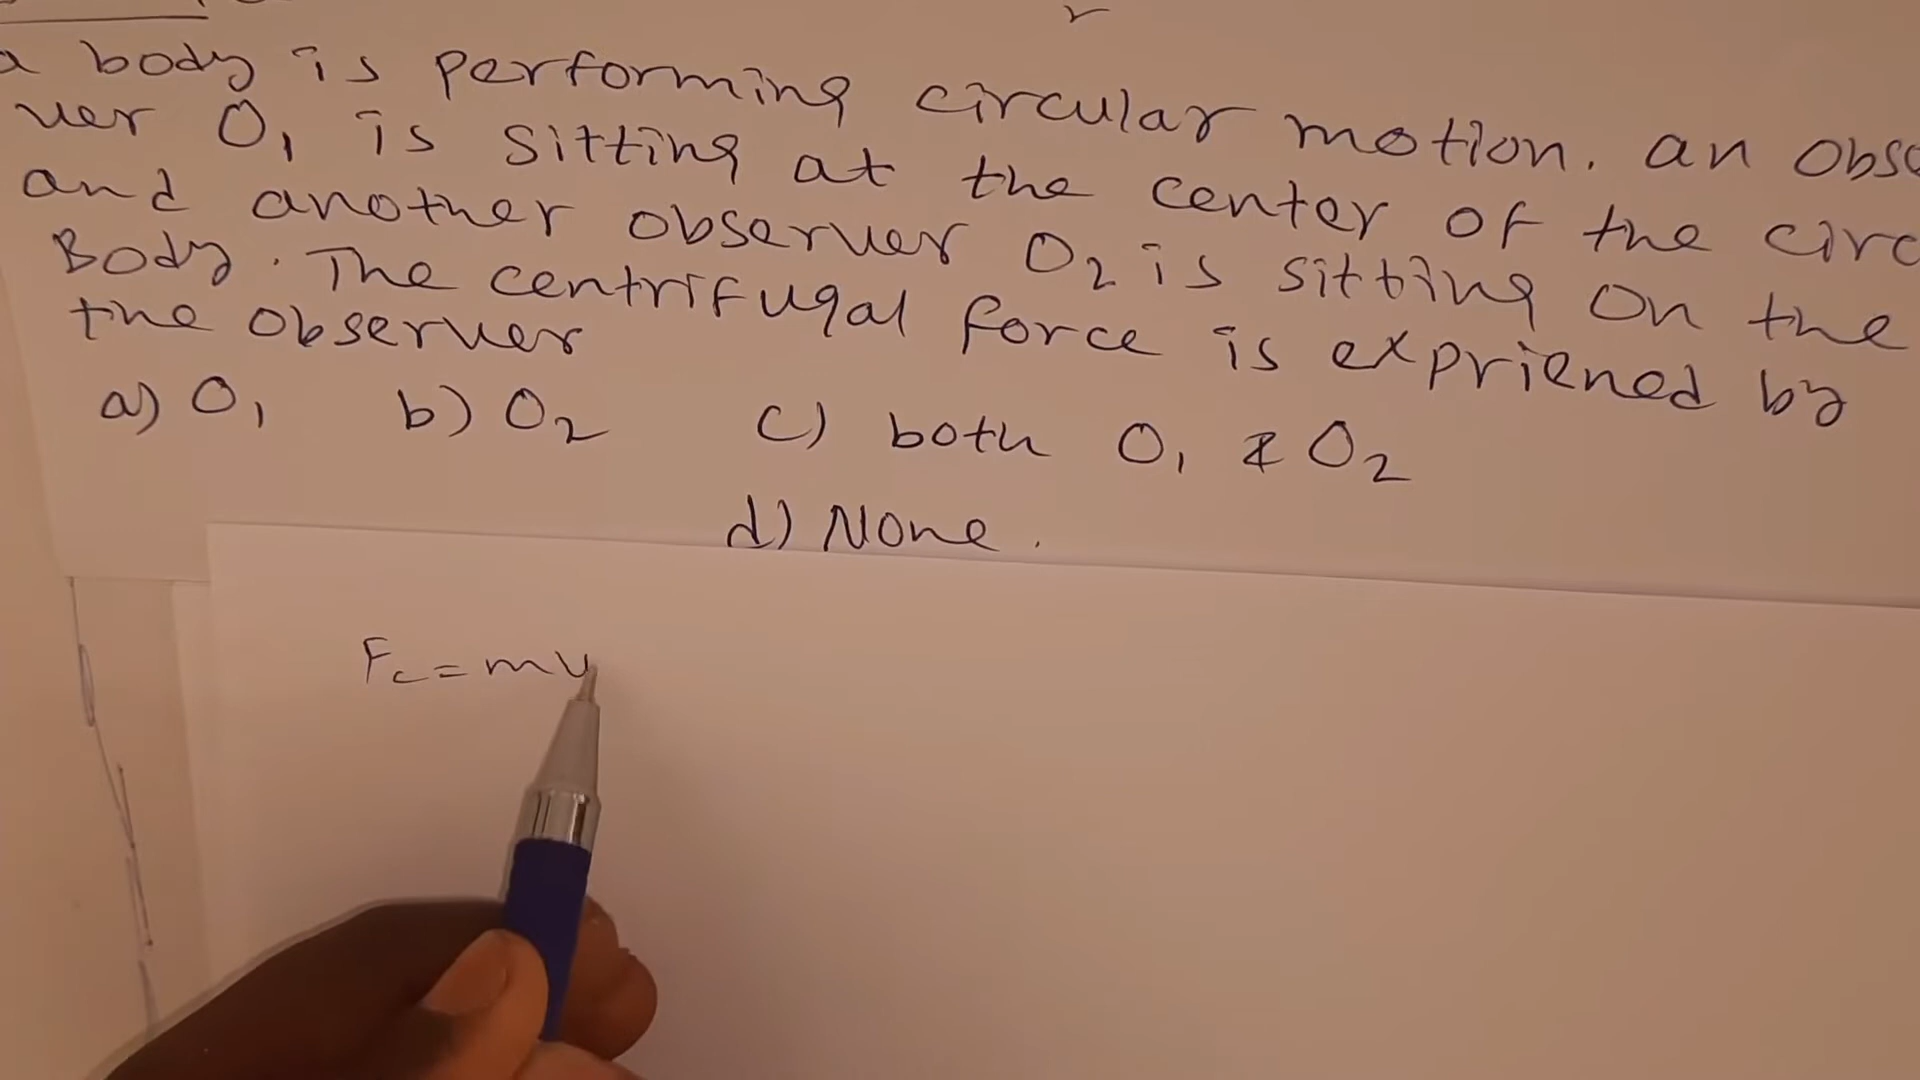 a body is performing circular motion. an obse
ver O₁ is sitting at the center of the circ
and another observer O₂ is sitting on the
Body. The centrifugal force is expriened by
the observer
a) O₁ b) O₂ c) both O₁ & O₂
d) None.
Fc = mv